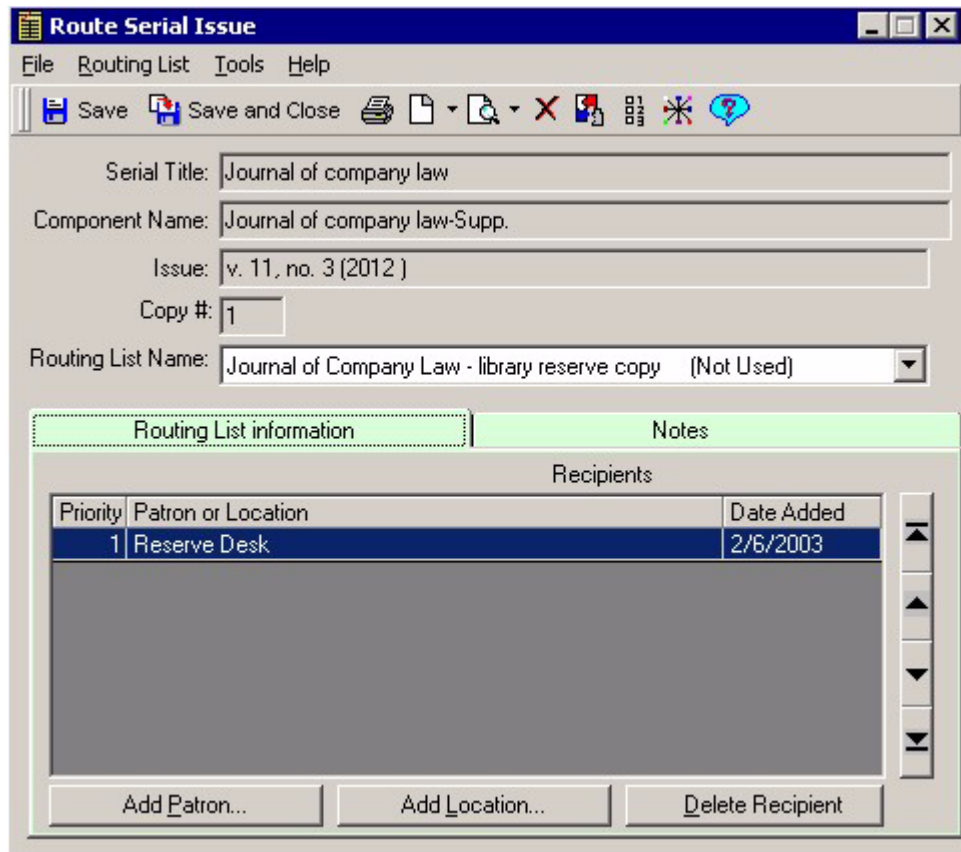 Route Serial Issue
File Routing List Tools Help
Save Save and Close
Serial Title: Journal of company law
Component Name: Journal of company law-Supp.
Issue: v. 11, no. 3 (2012 )
Copy #: 1
Routing List Name: Journal of Company Law - library reserve copy (Not Used)
Routing List information Notes
Recipients
Priority Patron or Location Date Added
1 Reserve Desk 2/6/2003
Add Patron... Add Location... Delete Recipient